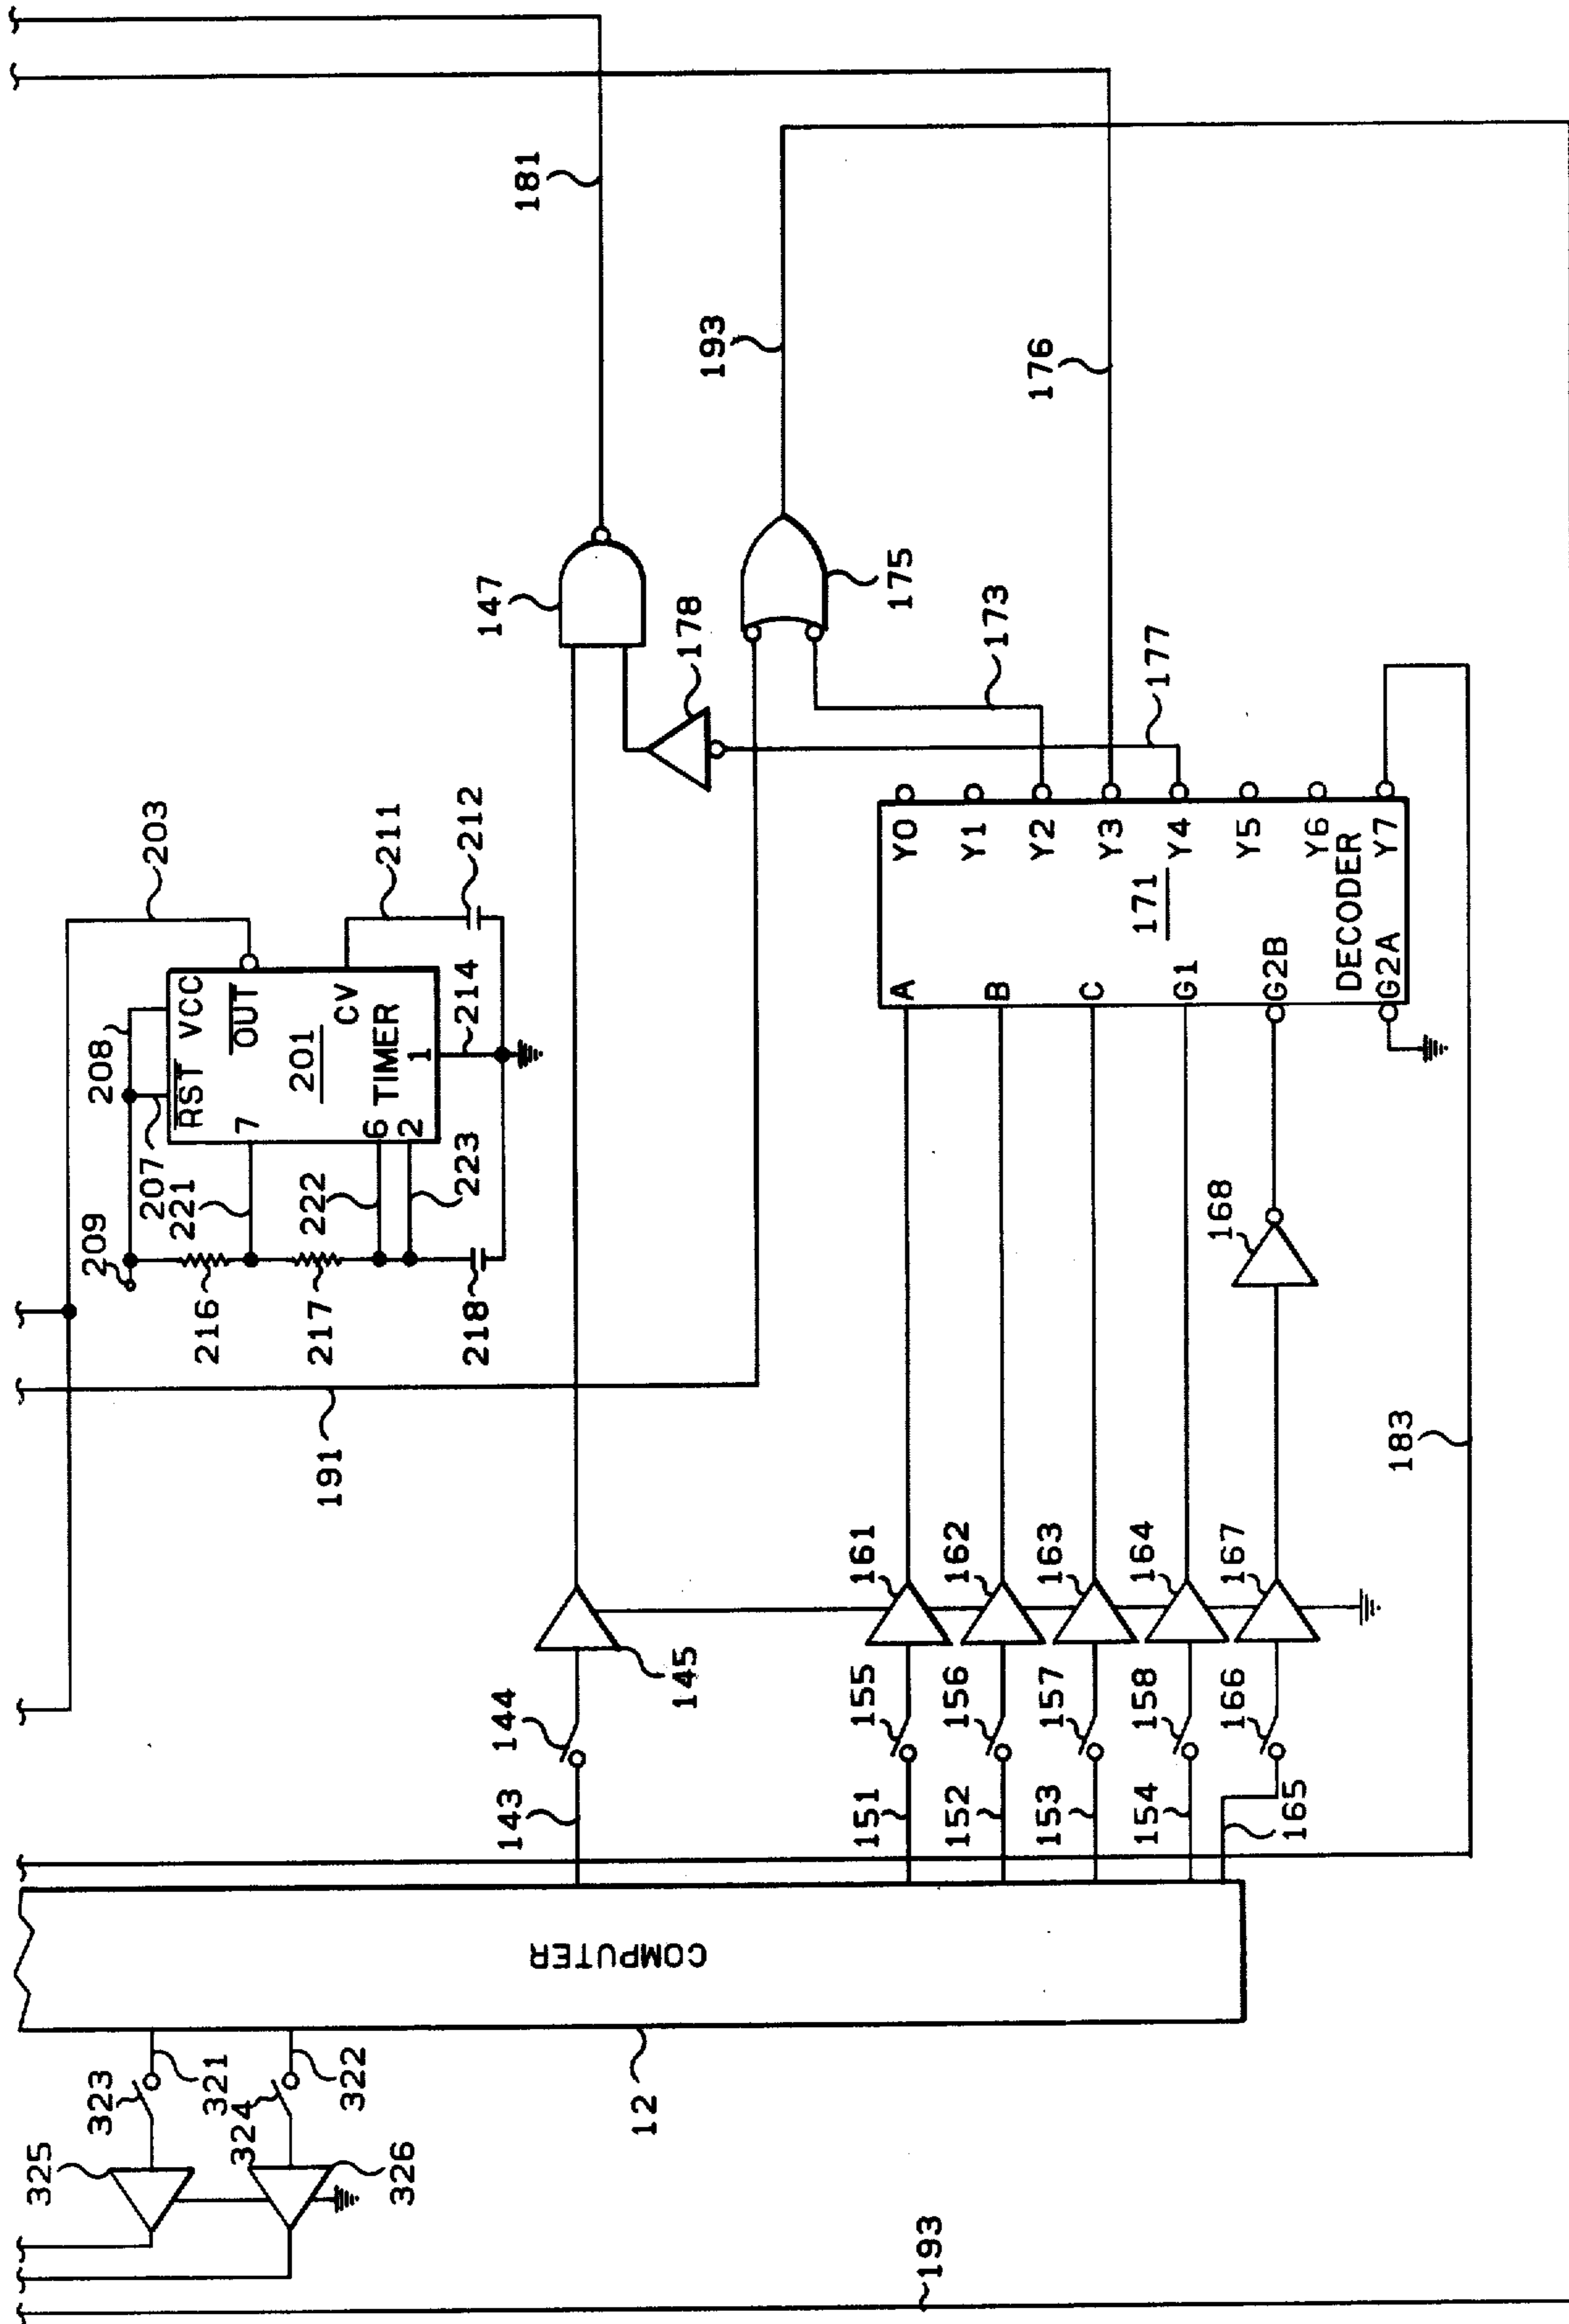 181
193
176
147
178
175
173
177
203
211
212
208
207
209
221
222
223
214
216
217
218
RST VCC
OUT
201
CV
TIMER
7
6
2
1
191
183
A
B
C
G1
G2B
G2A
171
DECODER
Y0
Y1
Y2
Y3
Y4
Y5
Y6
Y7
168
161
162
163
164
167
145
144
143
155
156
157
158
166
151
152
153
154
165
COMPUTER
12
321
322
323
324
325
326
193